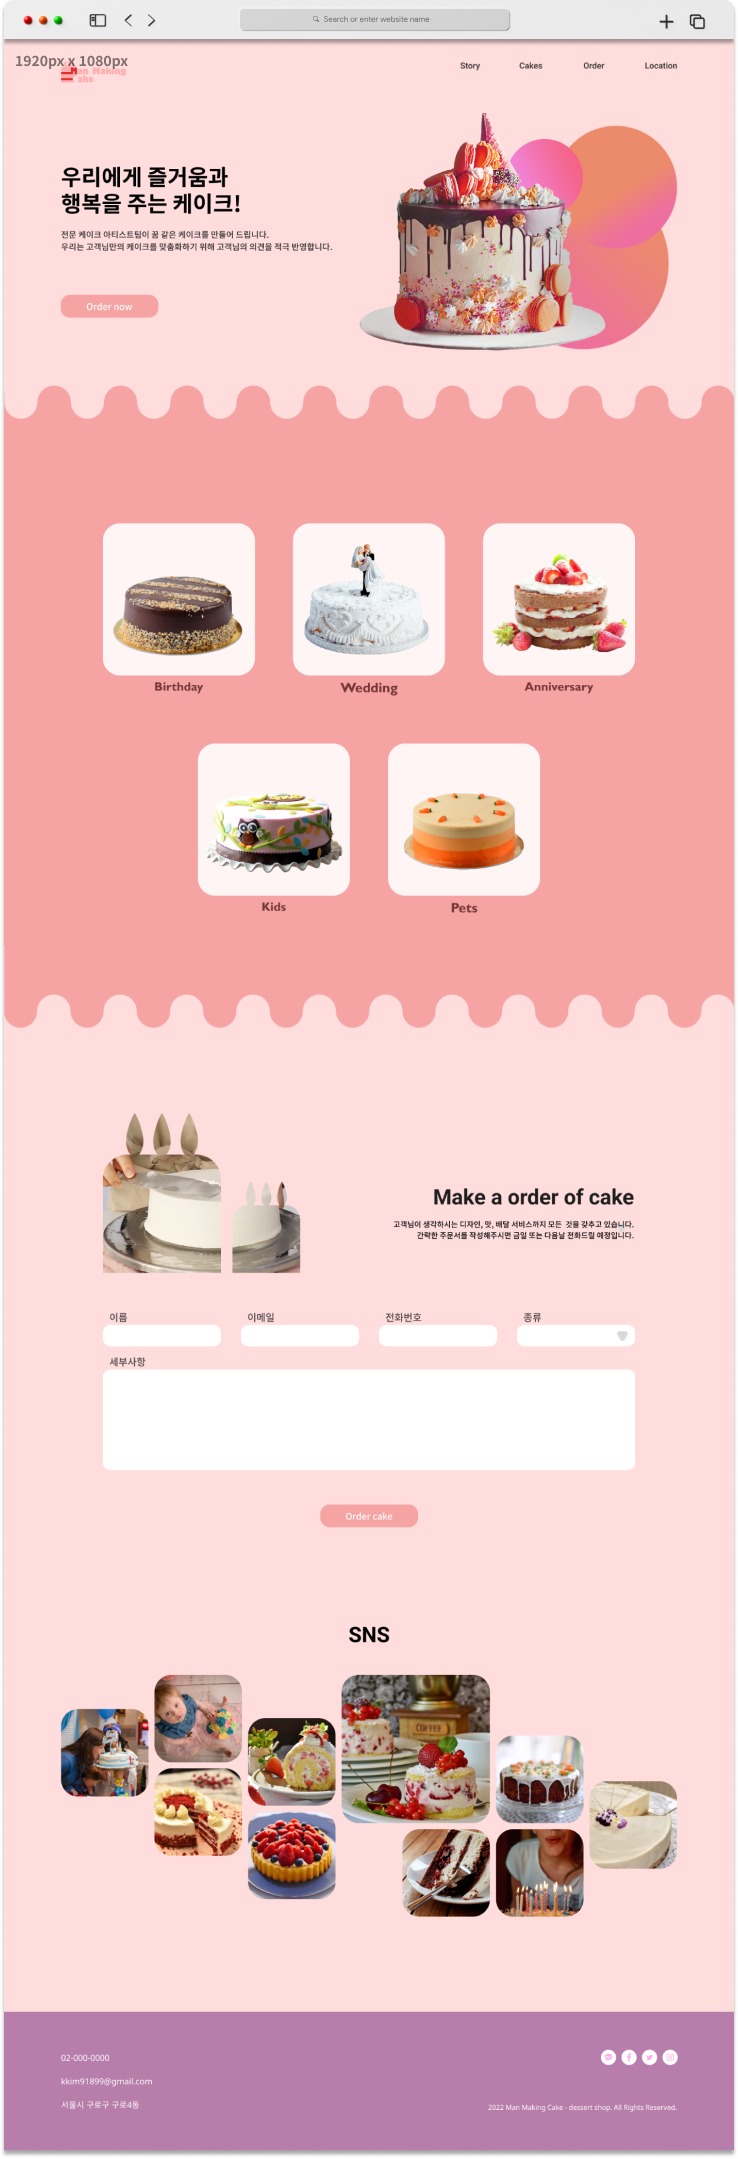 Search or enter website name
1920px x 1080px
Man Making
Cake
Story
Cakes
Order
Location
우리에게 즐거움과
행복을 주는 케이크!
전문 케이크 아티스트팀이 꿈 같은 케이크를 만들어 드립니다.
우리는 고객님만의 케이크를 맞춤화하기 위해 고객님의 의견을 적극 반영합니다.
Order now
Birthday
Wedding
Anniversary
Kids
Pets
Make a order of cake
고객님이 생각하시는 디자인, 맛, 배달 서비스까지 모든 것을 갖추고 있습니다.
간략한 주문서를 작성해주시면 금일 또는 다음날 전화드릴 예정입니다.
이름
이메일
전화번호
종류
세부사항
Order cake
SNS
COFFEE
02-000-0000
kkim91899@gmail.com
서울시 구로구 구로4동
2022 Man Making Cake - dessert shop. All Rights Reserved.